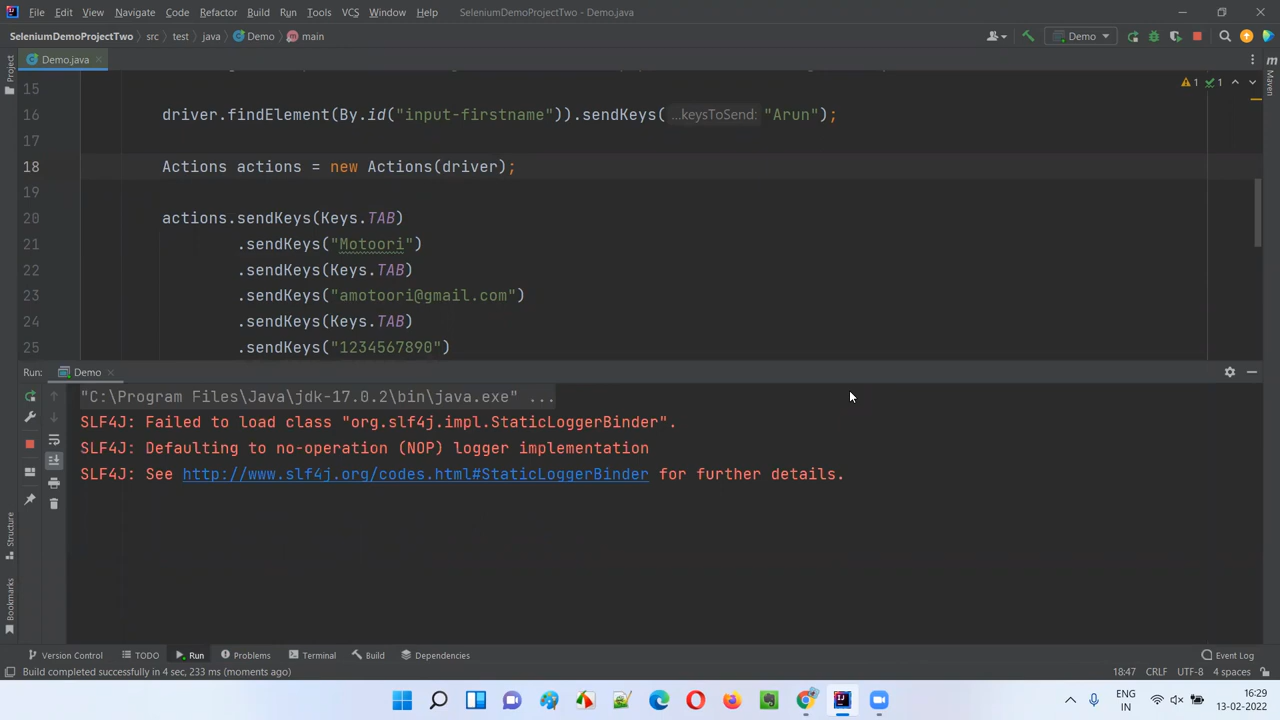 File Edit View Navigate Code Refactor Build Run Tools VCS Window Help SeleniumDemoProjectTwo - Demo.java
SeleniumDemoProjectTwo src test java Demo main Demo
Project
Demo.java
Maven
15
1 1
16 driver.findElement(By.id("input-firstname")).sendKeys( ...keysToSend: "Arun");
17
18 Actions actions = new Actions(driver);
19
20 actions.sendKeys(Keys.TAB)
21 .sendKeys("Motoori")
22 .sendKeys(Keys.TAB)
23 .sendKeys("amotoori@gmail.com")
24 .sendKeys(Keys.TAB)
25 .sendKeys("1234567890")
Run: Demo
"C:\Program Files\Java\jdk-17.0.2\bin\java.exe" ...
SLF4J: Failed to load class "org.slf4j.impl.StaticLoggerBinder".
SLF4J: Defaulting to no-operation (NOP) logger implementation
SLF4J: See http://www.slf4j.org/codes.html#StaticLoggerBinder for further details.
Structure
Bookmarks
Version Control TODO Run Problems Terminal Build Dependencies Event Log
Build completed successfully in 4 sec, 233 ms (moments ago) 18:47 CRLF UTF-8 4 spaces
ENG 16:29
IN 13-02-2022